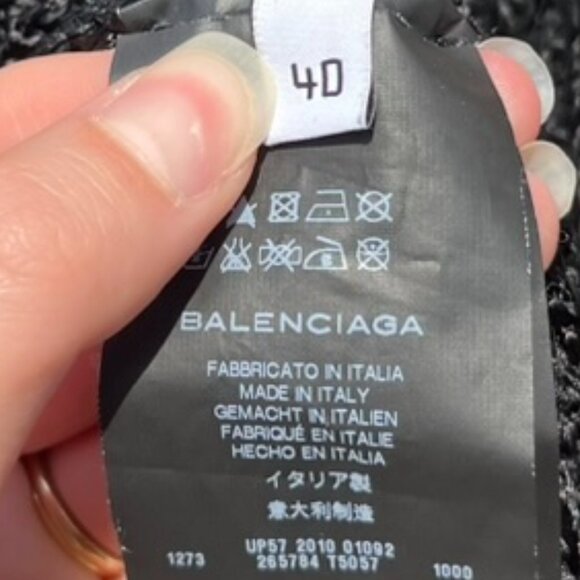 40
BALENCIAGA
FABBRICATO IN ITALIA
MADE IN ITALY
GEMACHT IN ITALIEN
FABRIQUÉ EN ITALIE
HECHO EN ITALIA
イタリア製
意大利制造
UP57 2010 01092
1273 265784 T5057 1000